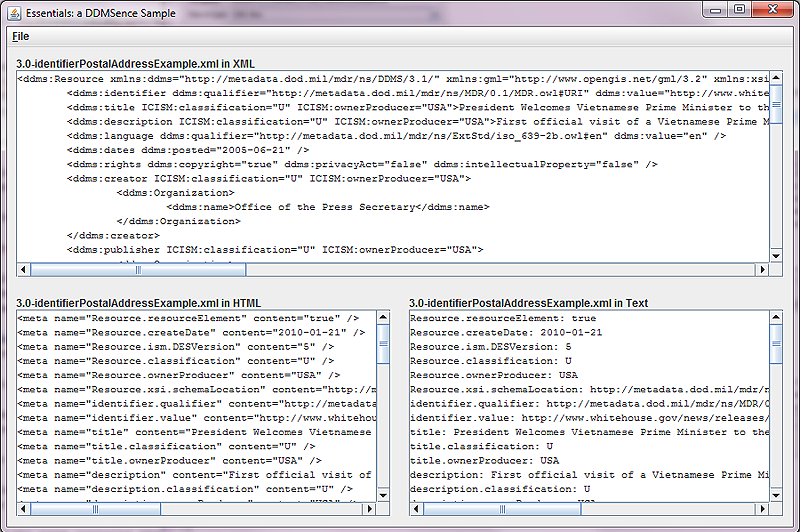 Essentials: a DDMSence Sample
File
3.0-identifierPostalAddressExample.xml in XML
<ddms:Resource xmlns:ddms="http://metadata.dod.mil/mdr/ns/DDMS/3.1/" xmlns:gml="http://www.opengis.net/gml/3.2" xmlns:xsi
<ddms:identifier ddms:qualifier="http://metadata.dod.mil/mdr/ns/MDR/0.1/MDR.owl#URI" ddms:value="http://www.white
<ddms:title ICISM:classification="U" ICISM:ownerProducer="USA">President Welcomes Vietnamese Prime Minister to th
<ddms:description ICISM:classification="U" ICISM:ownerProducer="USA">First official visit of a Vietnamese Prime M
<ddms:language ddms:qualifier="http://metadata.dod.mil/mdr/ns/ExtStd/iso_639-2b.owl#en" ddms:value="en" />
<ddms:dates ddms:posted="2005-06-21" />
<ddms:rights ddms:copyright="true" ddms:privacyAct="false" ddms:intellectualProperty="false" />
<ddms:creator ICISM:classification="U" ICISM:ownerProducer="USA">
<ddms:Organization>
<ddms:name>Office of the Press Secretary</ddms:name>
</ddms:Organization>
</ddms:creator>
<ddms:publisher ICISM:classification="U" ICISM:ownerProducer="USA">
3.0-identifierPostalAddressExample.xml in HTML
<meta name="Resource.resourceElement" content="true" />
<meta name="Resource.createDate" content="2010-01-21" />
<meta name="Resource.ism.DESVersion" content="5" />
<meta name="Resource.classification" content="U" />
<meta name="Resource.ownerProducer" content="USA" />
<meta name="Resource.xsi.schemaLocation" content="http://m
<meta name="identifier.qualifier" content="http://metadata
<meta name="identifier.value" content="http://www.whitehou
<meta name="title" content="President Welcomes Vietnamese
<meta name="title.classification" content="U" />
<meta name="title.ownerProducer" content="USA" />
<meta name="description" content="First official visit of
<meta name="description.classification" content="U" />
3.0-identifierPostalAddressExample.xml in Text
Resource.resourceElement: true
Resource.createDate: 2010-01-21
Resource.ism.DESVersion: 5
Resource.classification: U
Resource.ownerProducer: USA
Resource.xsi.schemaLocation: http://metadata.dod.mil/mdr/n
identifier.qualifier: http://metadata.dod.mil/mdr/ns/MDR/0
identifier.value: http://www.whitehouse.gov/news/releases/
title: President Welcomes Vietnamese Prime Minister to the
title.classification: U
title.ownerProducer: USA
description: First official visit of a Vietnamese Prime Mi
description.classification: U